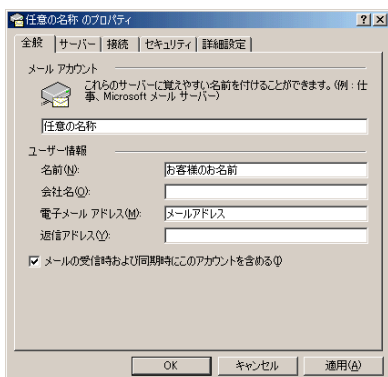 任意の名称 のプロパティ
全般 サーバー 接続 セキュリティ 詳細設定
メール アカウント
これらのサーバーに覚えやすい名前を付けることができます。(例 : 仕
事、Microsoft メール サーバー)
任意の名称
ユーザー情報
名前(N): お客様のお名前
会社名(O):
電子メール アドレス(M): メールアドレス
返信アドレス(Y):
メールの受信時および同期時にこのアカウントを含める(I)
OK キャンセル 適用(A)